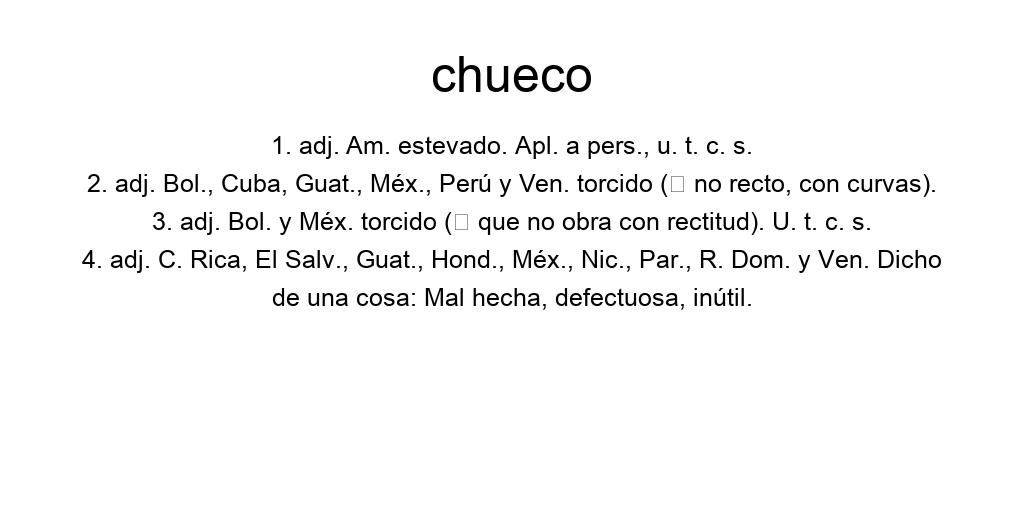 chueco
1. adj. Am. estevado. Apl. a pers., u. t. c. s.
2. adj. Bol., Cuba, Guat., Méx., Perú y Ven. torcido (▯ no recto, con curvas).
3. adj. Bol. y Méx. torcido (▯ que no obra con rectitud). U. t. c. s.
4. adj. C. Rica, El Salv., Guat., Hond., Méx., Nic., Par., R. Dom. y Ven. Dicho
de una cosa: Mal hecha, defectuosa, inútil.